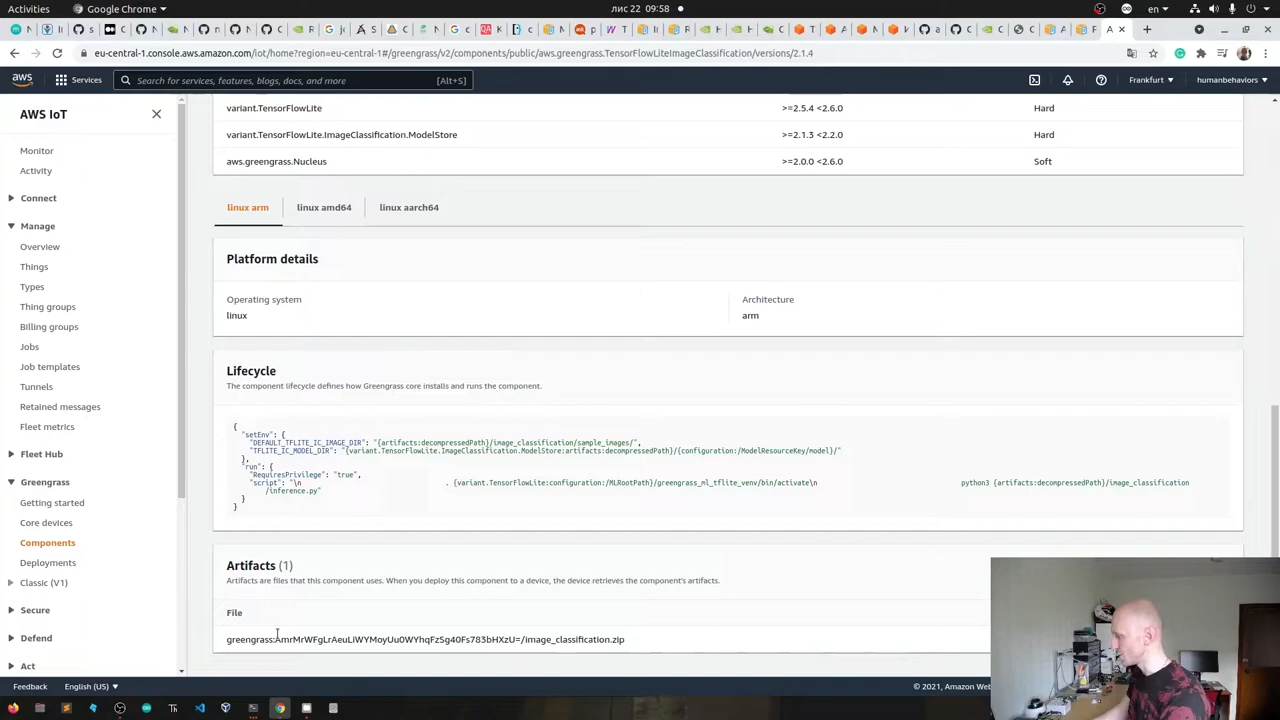 Activities
Google Chrome
лис 22 09:58
en
eu-central-1.console.aws.amazon.com/iot/home?region=eu-central-1#/greengrass/v2/components/public/aws.greengrass.TensorFlowLiteImageClassification/versions/2.1.4
aws
Services
Search for services, features, blogs, docs, and more
[Alt+S]
Frankfurt
humanbehaviors
AWS IoT
Monitor
Activity
Connect
Manage
Overview
Things
Types
Thing groups
Billing groups
Jobs
Job templates
Tunnels
Retained messages
Fleet metrics
Fleet Hub
Greengrass
Getting started
Core devices
Components
Deployments
Classic (V1)
Secure
Defend
Act
variant.TensorFlowLite >=2.5.4 <2.6.0 Hard
variant.TensorFlowLite.ImageClassification.ModelStore >=2.1.3 <2.2.0 Hard
aws.greengrass.Nucleus >=2.0.0 <2.6.0 Soft
linux arm linux amd64 linux aarch64
Platform details
Operating system Architecture
linux arm
Lifecycle
The component lifecycle defines how Greengrass core installs and runs the component.
{
"setEnv": {
"DEFAULT_TFLITE_IC_IMAGE_DIR": "{artifacts:decompressedPath}/image_classification/sample_images/",
"TFLITE_IC_MODEL_DIR": "{variant.TensorFlowLite.ImageClassification.ModelStore:artifacts:decompressedPath}/{configuration:/ModelResourceKey/model}/"
},
"run": {
"RequiresPrivilege": "true",
"script": "\n . {variant.TensorFlowLite:configuration:/MLRootPath}/greengrass_ml_tflite_venv/bin/activate\n python3 {artifacts:decompressedPath}/image_classification
/inference.py"
}
}
Artifacts (1)
Artifacts are files that this component uses. When you deploy this component to a device, the device retrieves the component's artifacts.
File
greengrass:AmrMrWFgLrAeuLiWYMoyUu0WYhqFzSg40Fs783bHXzU=/image_classification.zip
Feedback
English (US)
© 2021, Amazon Web